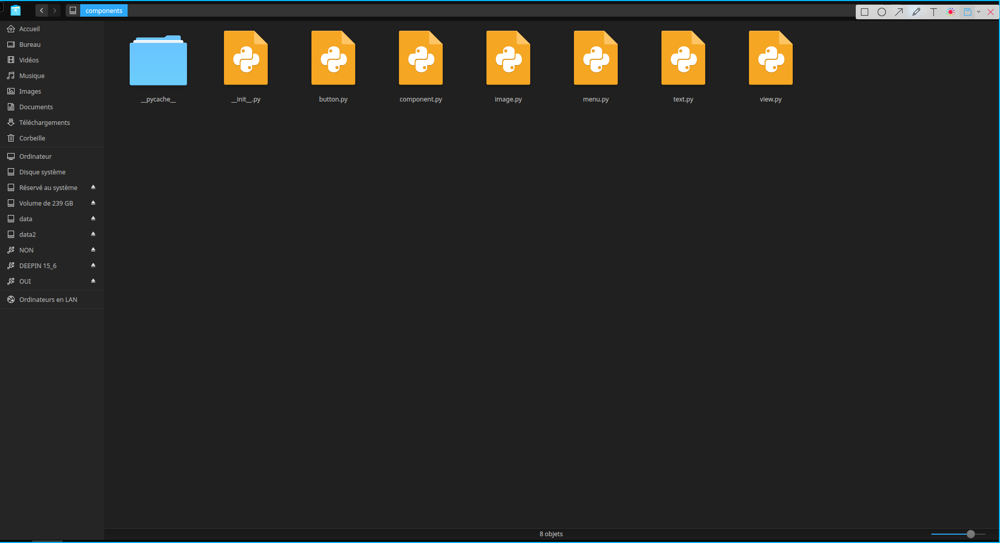 components
Accueil
Bureau
Vidéos
Musique
Images
Documents
Téléchargements
Corbeille
Ordinateur
Disque système
Réservé au système
Volume de 239 GB
data
data2
NON
DEEPIN 15_6
OUI
Ordinateurs en LAN
__pycache__
__init__.py
button.py
component.py
image.py
menu.py
text.py
view.py
8 objets